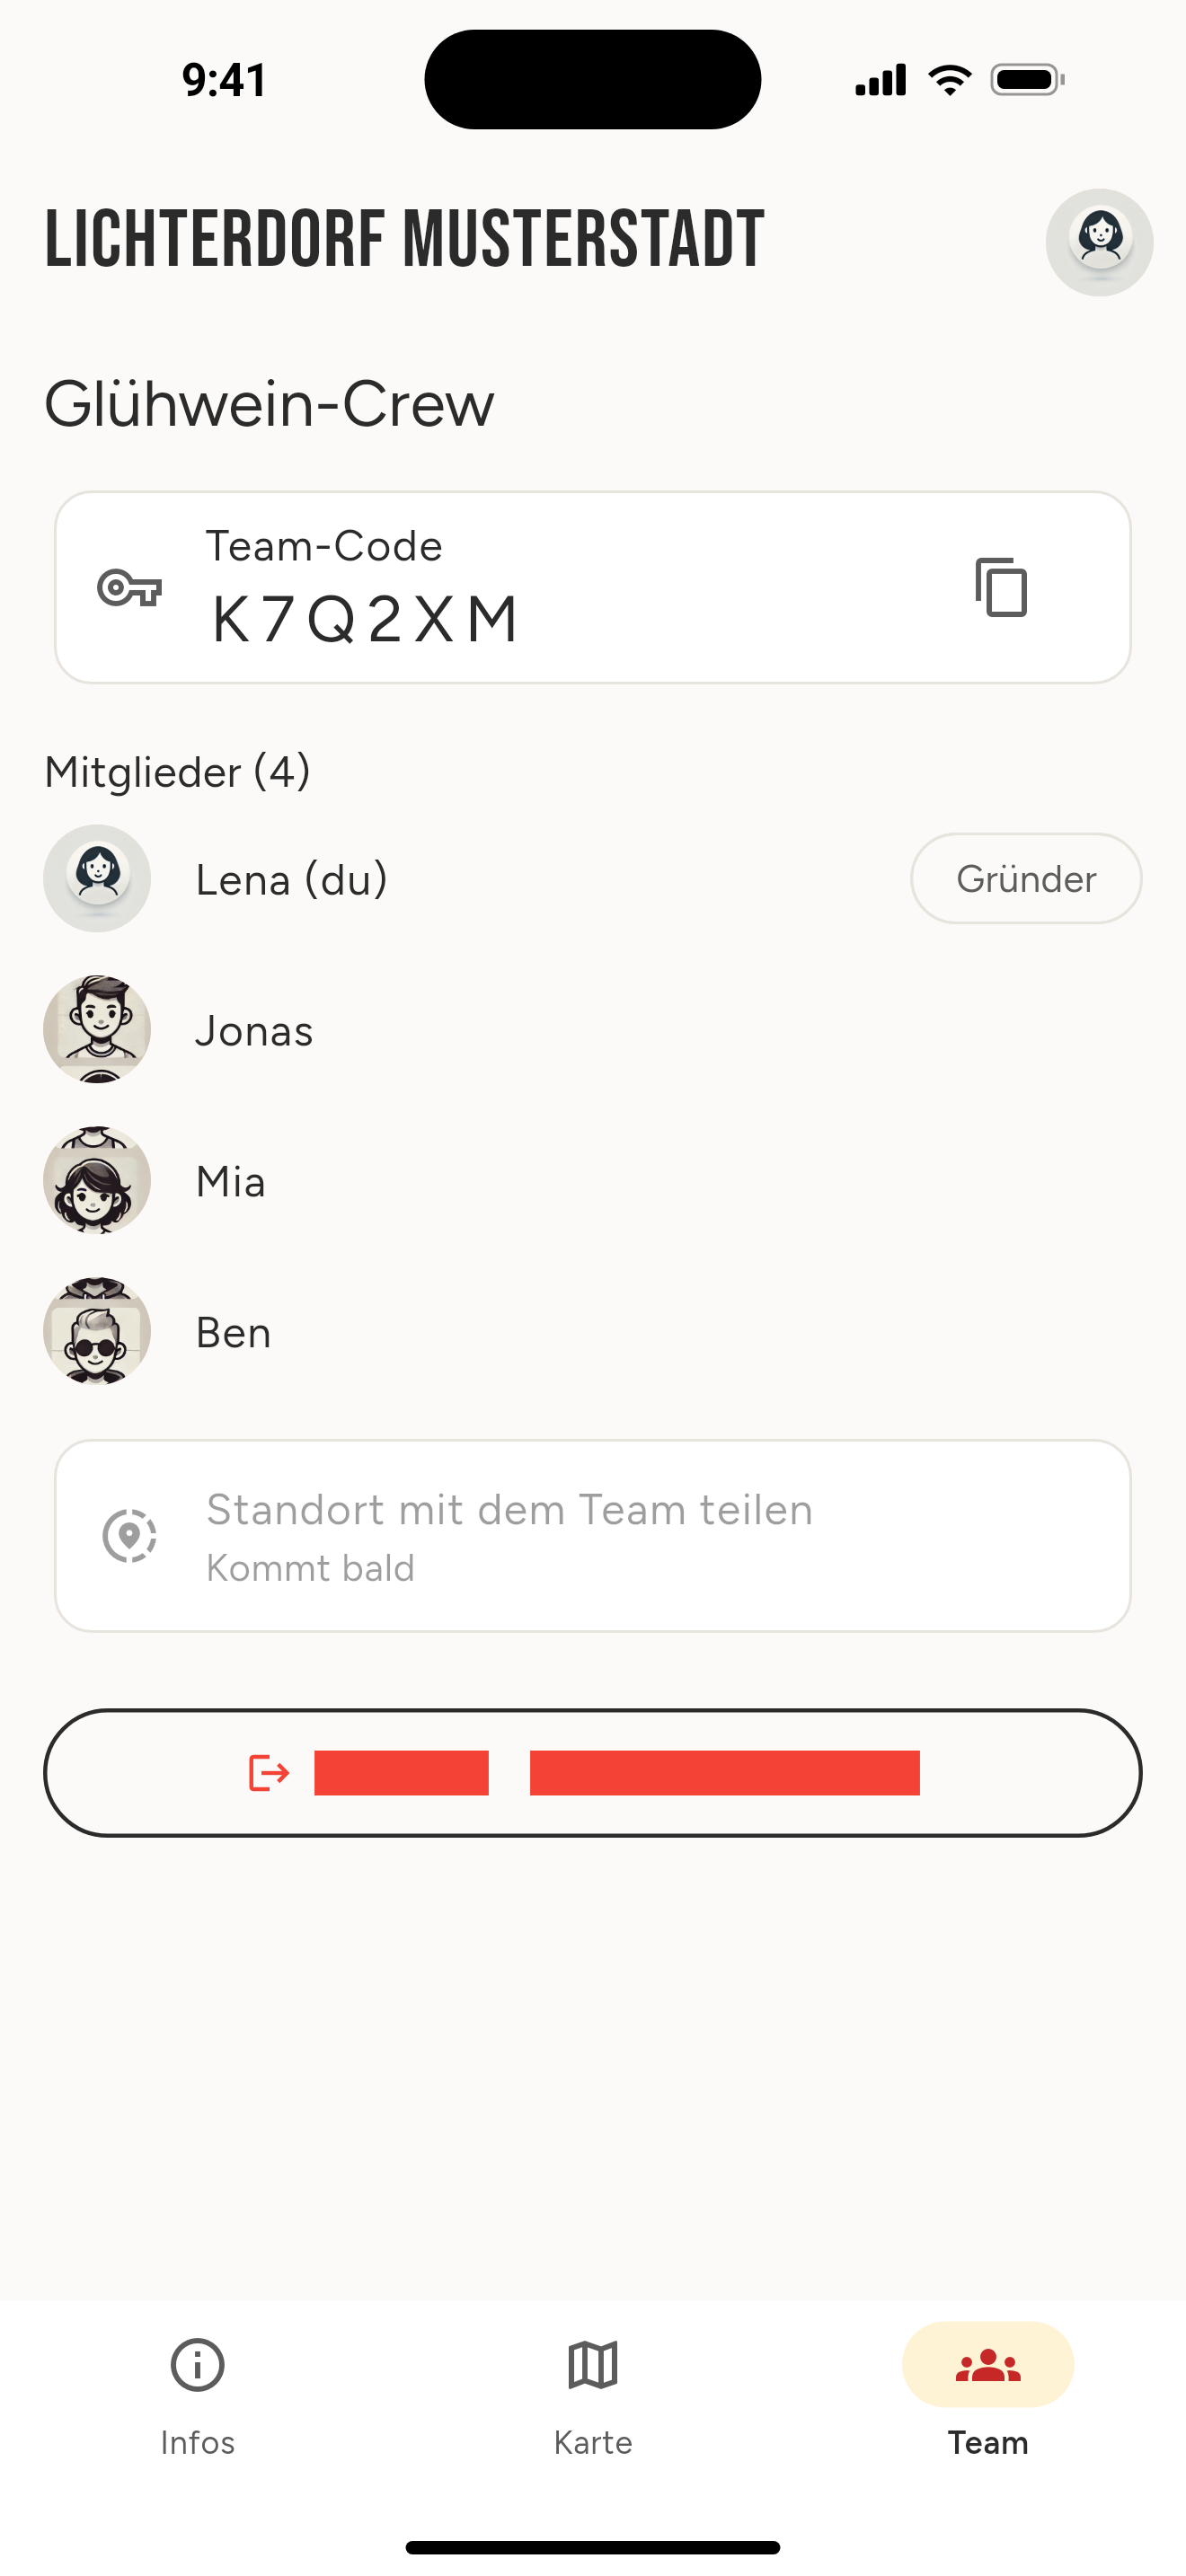 9:41
LICHTERDORF MUSTERSTADT
Glühwein-Crew
Team-Code
K7Q2XM
Mitglieder (4)
Lena (du)
Gründer
Jonas
Mia
Ben
Standort mit dem Team teilen
Kommt bald
Infos
Karte
Team